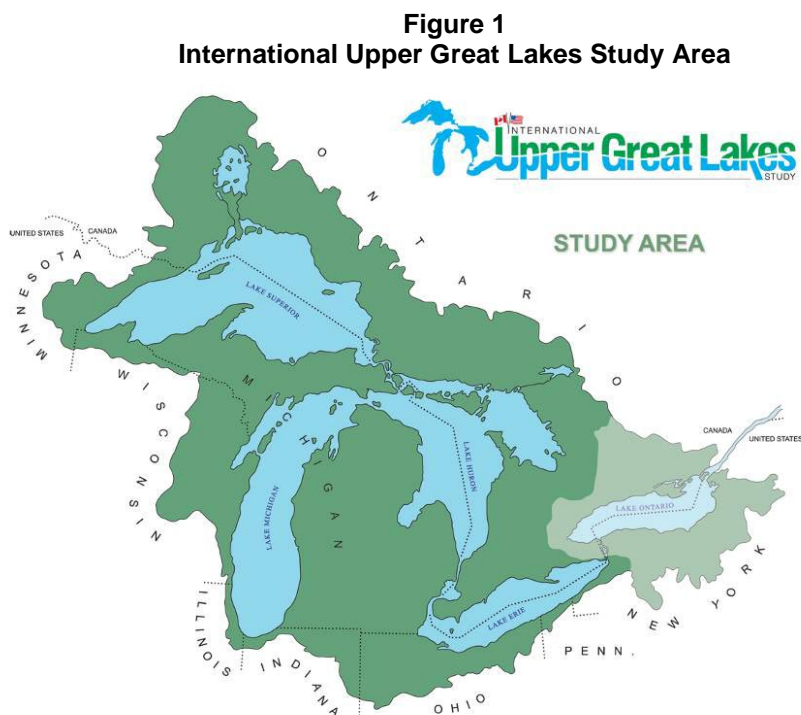 Figure 1
International Upper Great Lakes Study Area
INTERNATIONAL
Upper Great Lakes
STUDY
STUDY AREA
ONTARIO
UNITED STATES
CANADA
MINNESOTA
LAKE SUPERIOR
WISCONSIN
MICHIGAN
LAKE HURON
LAKE MICHIGAN
CANADA
UNITED STATES
LAKE ONTARIO
LAKE ERIE
NEW YORK
PENN.
ILLINOIS
INDIANA
OHIO